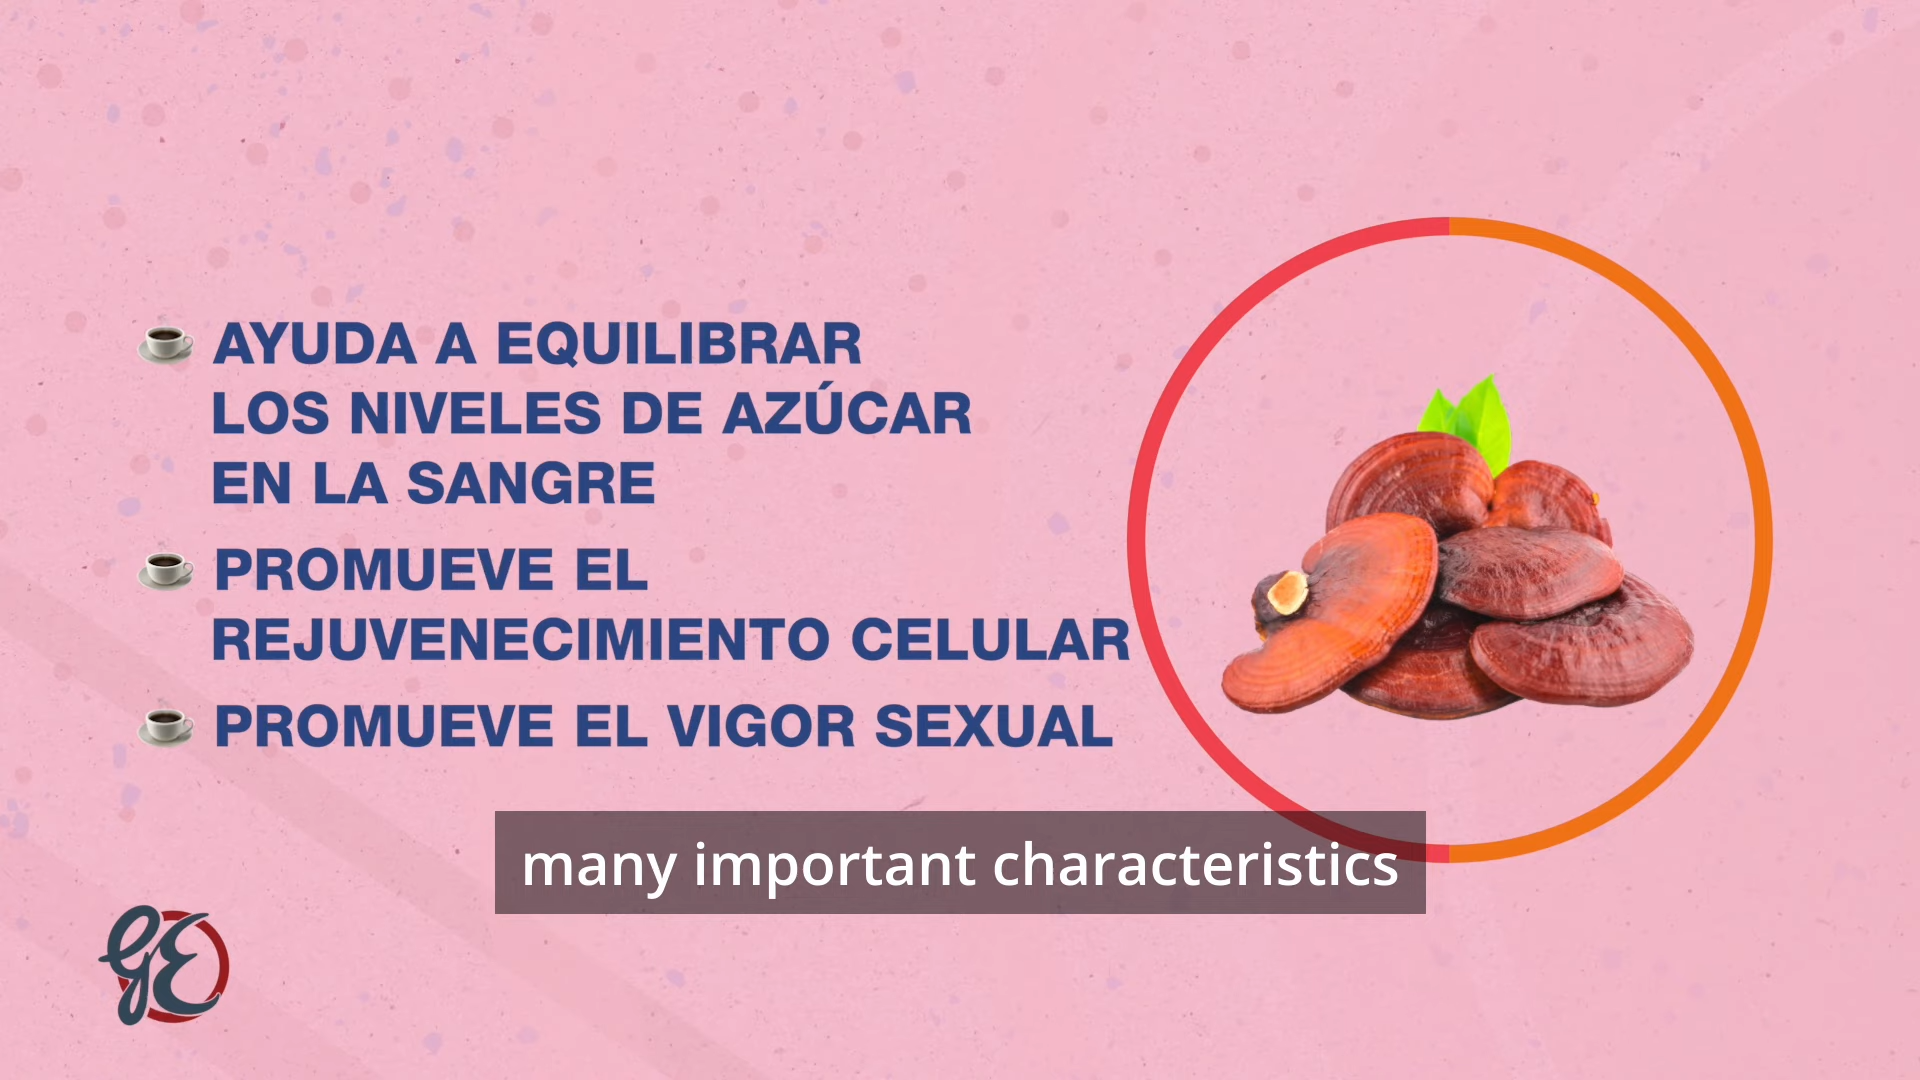 AYUDA A EQUILIBRAR
LOS NIVELES DE AZÚCAR
EN LA SANGRE
PROMUEVE EL
REJUVENECIMIENTO CELULAR
PROMUEVE EL VIGOR SEXUAL
many important characteristics
GE